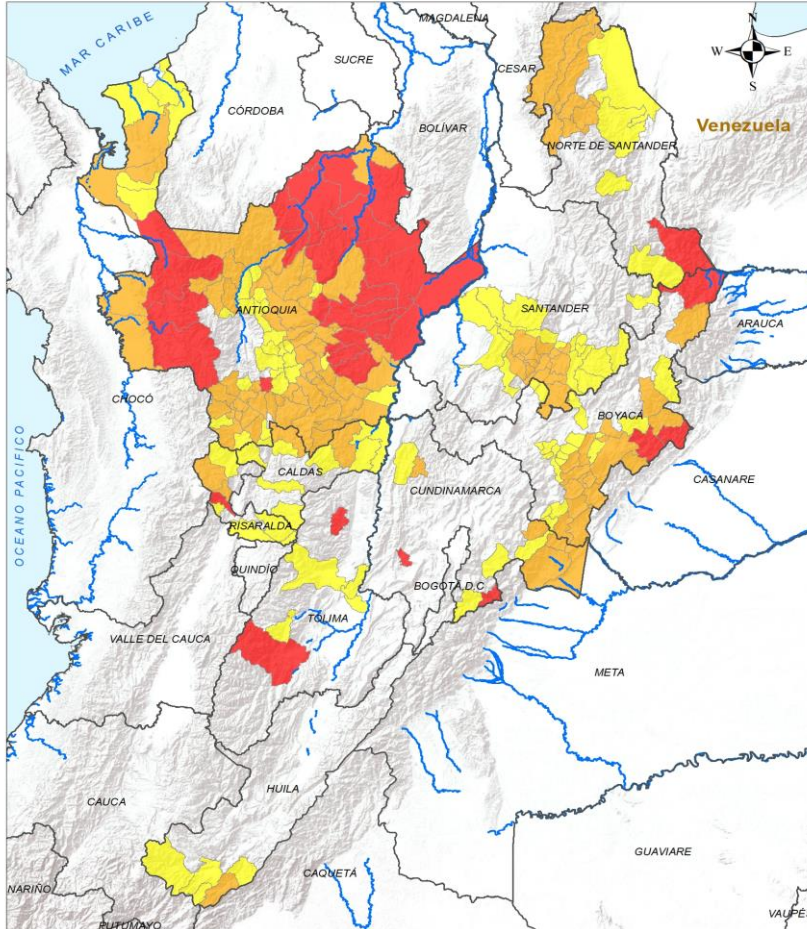 MAGDALENA
N
W
E
S
MAR CARIBE
SUCRE
CESAR
CÓRDOBA
BOLÍVAR
Venezuela
NORTE DE SANTANDER
ANTIOQUIA
SANTANDER
ARAUCA
CHOCÓ
BOYACÁ
OCEANO PACIFICO
CALDAS
CUNDINAMARCA
CASANARE
RISARALDA
QUINDÍO
BOGOTÁ,D.C
TOLIMA
VALLE DEL CAUCA
META
HUILA
CAUCA
GUAVIARE
CAQUETÁ
NARIÑO
PUTUMAYO
VAUPÉS